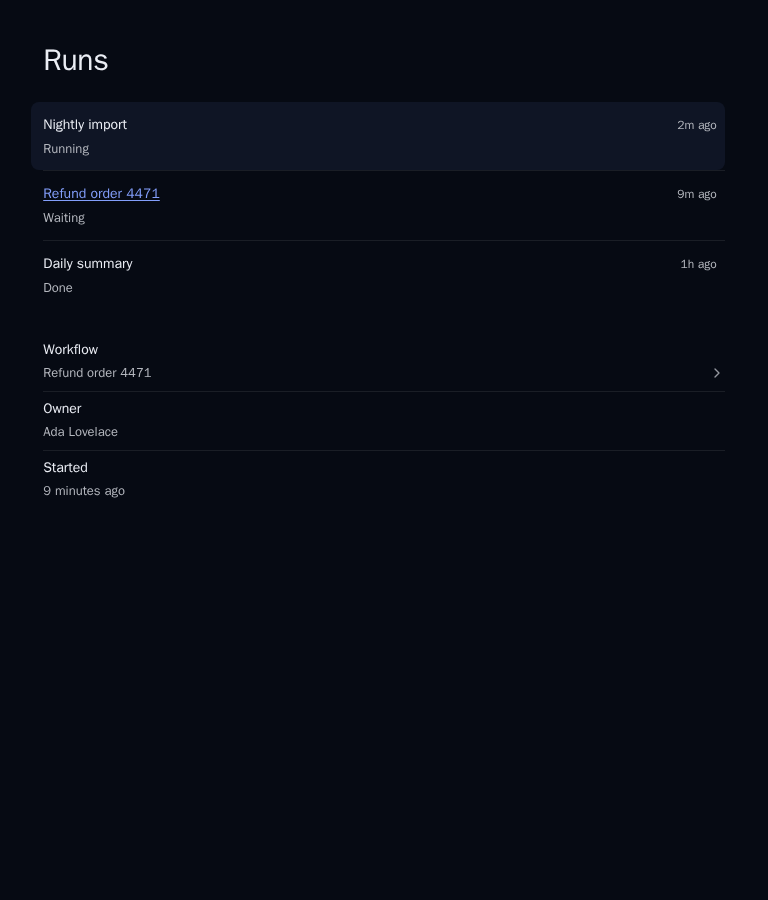 Runs
Nightly import
2m ago
Running
Refund order 4471
9m ago
Waiting
Daily summary
1h ago
Done
Workflow
Refund order 4471
Owner
Ada Lovelace
Started
9 minutes ago